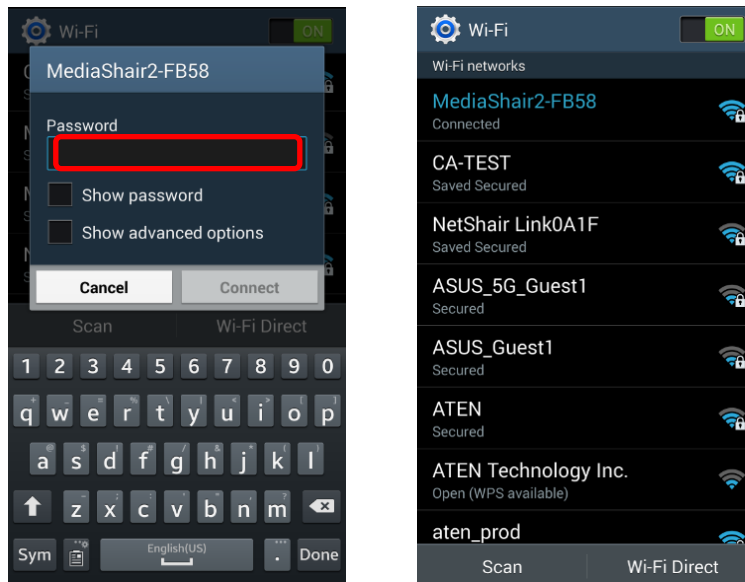 Wi-Fi ON
MediaShair2-FB58
Password
Show password
Show advanced options
Cancel Connect
Scan Wi-Fi Direct
1 2 3 4 5 6 7 8 9 0
q w e r t y u i o p
a s d f g h j k l
z x c v b n m
Sym English(US) . Done
Wi-Fi ON
Wi-Fi networks
MediaShair2-FB58
Connected
CA-TEST
Saved Secured
NetShair Link0A1F
Saved Secured
ASUS_5G_Guest1
Secured
ASUS_Guest1
Secured
ATEN
Secured
ATEN Technology Inc.
Open (WPS available)
aten_prod
Scan Wi-Fi Direct